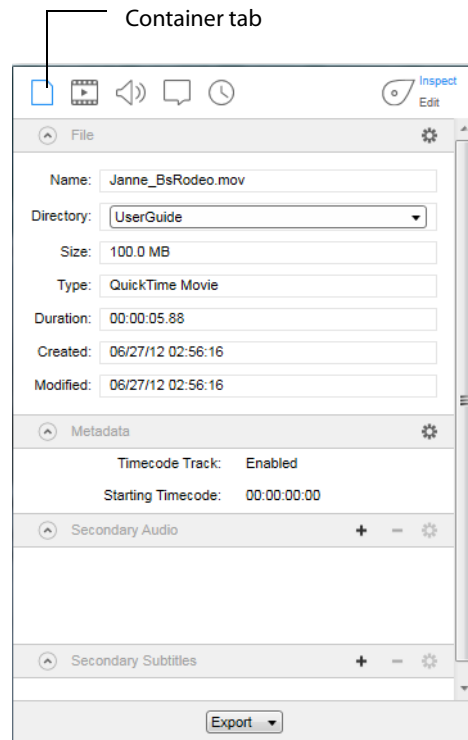 Container tab
Inspect
Edit
File
Name: Janne_BsRodeo.mov
Directory: UserGuide
Size: 100.0 MB
Type: QuickTime Movie
Duration: 00:00:05.88
Created: 06/27/12 02:56:16
Modified: 06/27/12 02:56:16
Metadata
Timecode Track: Enabled
Starting Timecode: 00:00:00:00
Secondary Audio
Secondary Subtitles
Export